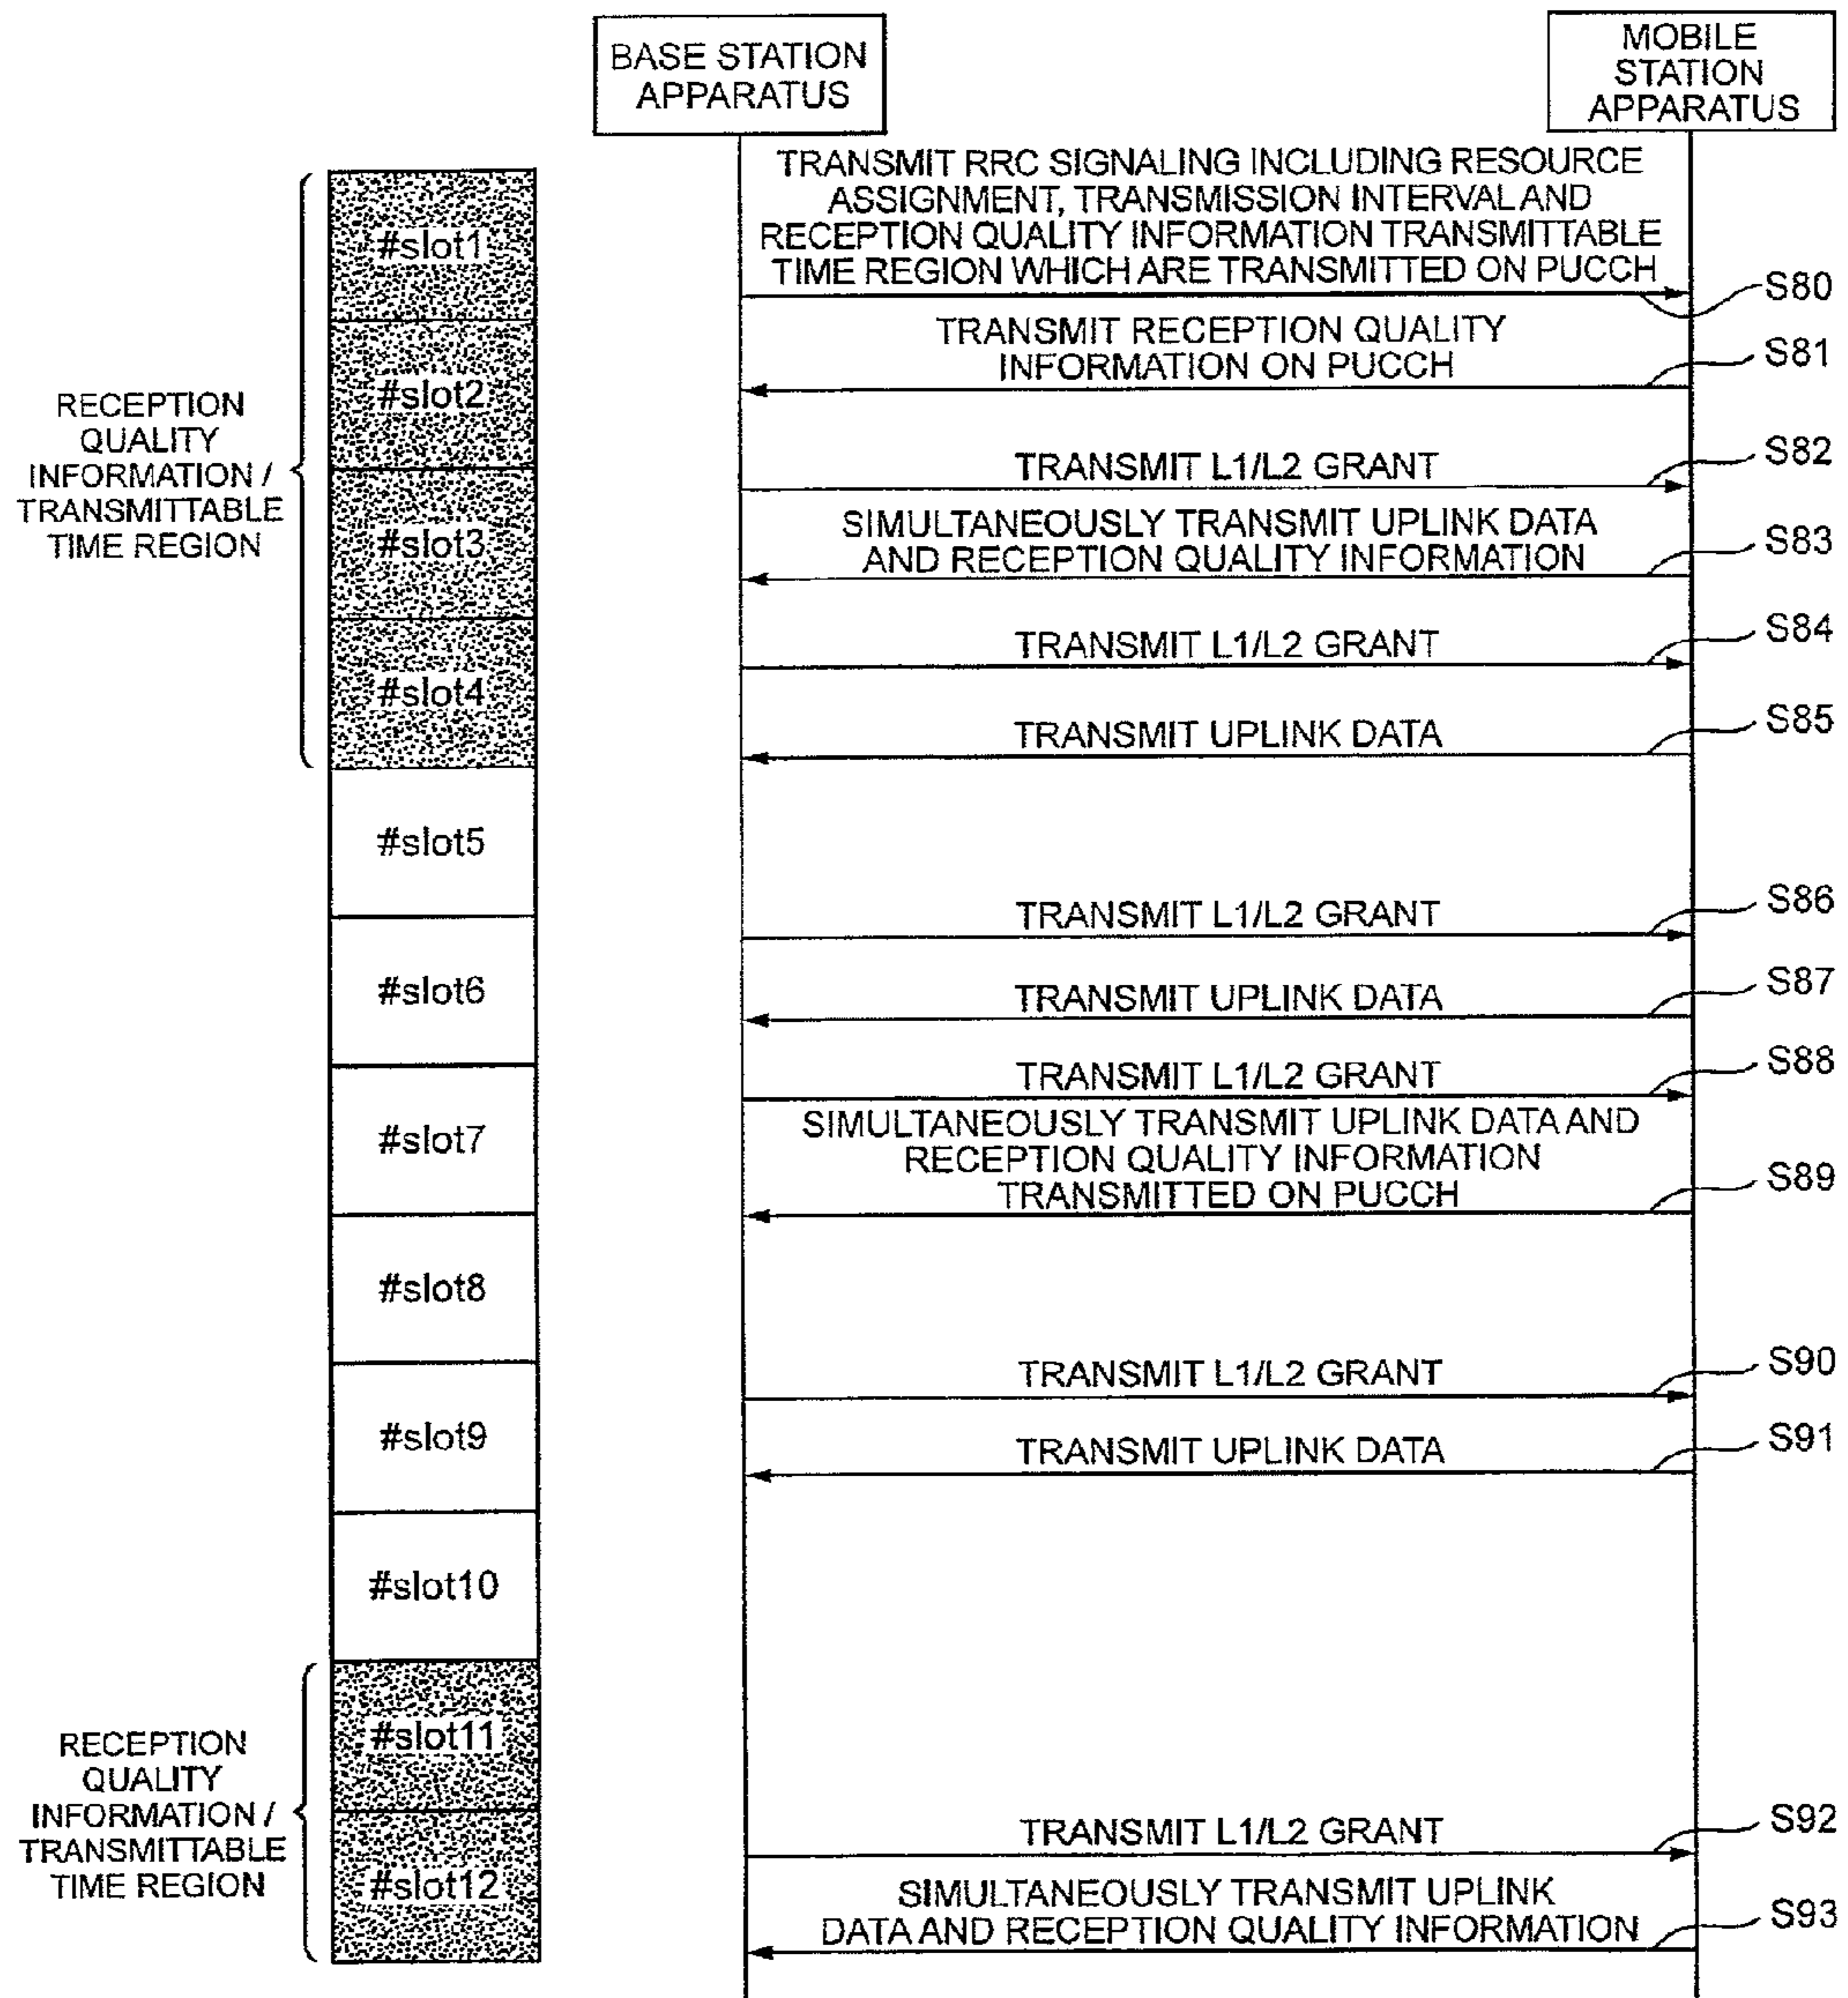 BASE STATION
APPARATUS
MOBILE
STATION
APPARATUS
TRANSMIT RRC SIGNALING INCLUDING RESOURCE
ASSIGNMENT, TRANSMISSION INTERVAL AND
RECEPTION QUALITY INFORMATION TRANSMITTABLE
TIME REGION WHICH ARE TRANSMITTED ON PUCCH
S80
TRANSMIT RECEPTION QUALITY
INFORMATION ON PUCCH
S81
TRANSMIT L1/L2 GRANT
S82
SIMULTANEOUSLY TRANSMIT UPLINK DATA
AND RECEPTION QUALITY INFORMATION
S83
TRANSMIT L1/L2 GRANT
S84
TRANSMIT UPLINK DATA
S85
TRANSMIT L1/L2 GRANT
S86
TRANSMIT UPLINK DATA
S87
TRANSMIT L1/L2 GRANT
S88
SIMULTANEOUSLY TRANSMIT UPLINK DATA AND
RECEPTION QUALITY INFORMATION
TRANSMITTED ON PUCCH
S89
TRANSMIT L1/L2 GRANT
S90
TRANSMIT UPLINK DATA
S91
TRANSMIT L1/L2 GRANT
S92
SIMULTANEOUSLY TRANSMIT UPLINK
DATA AND RECEPTION QUALITY INFORMATION
S93
RECEPTION
QUALITY
INFORMATION /
TRANSMITTABLE
TIME REGION
#slot1
#slot2
#slot3
#slot4
#slot5
#slot6
#slot7
#slot8
#slot9
#slot10
RECEPTION
QUALITY
INFORMATION /
TRANSMITTABLE
TIME REGION
#slot11
#slot12